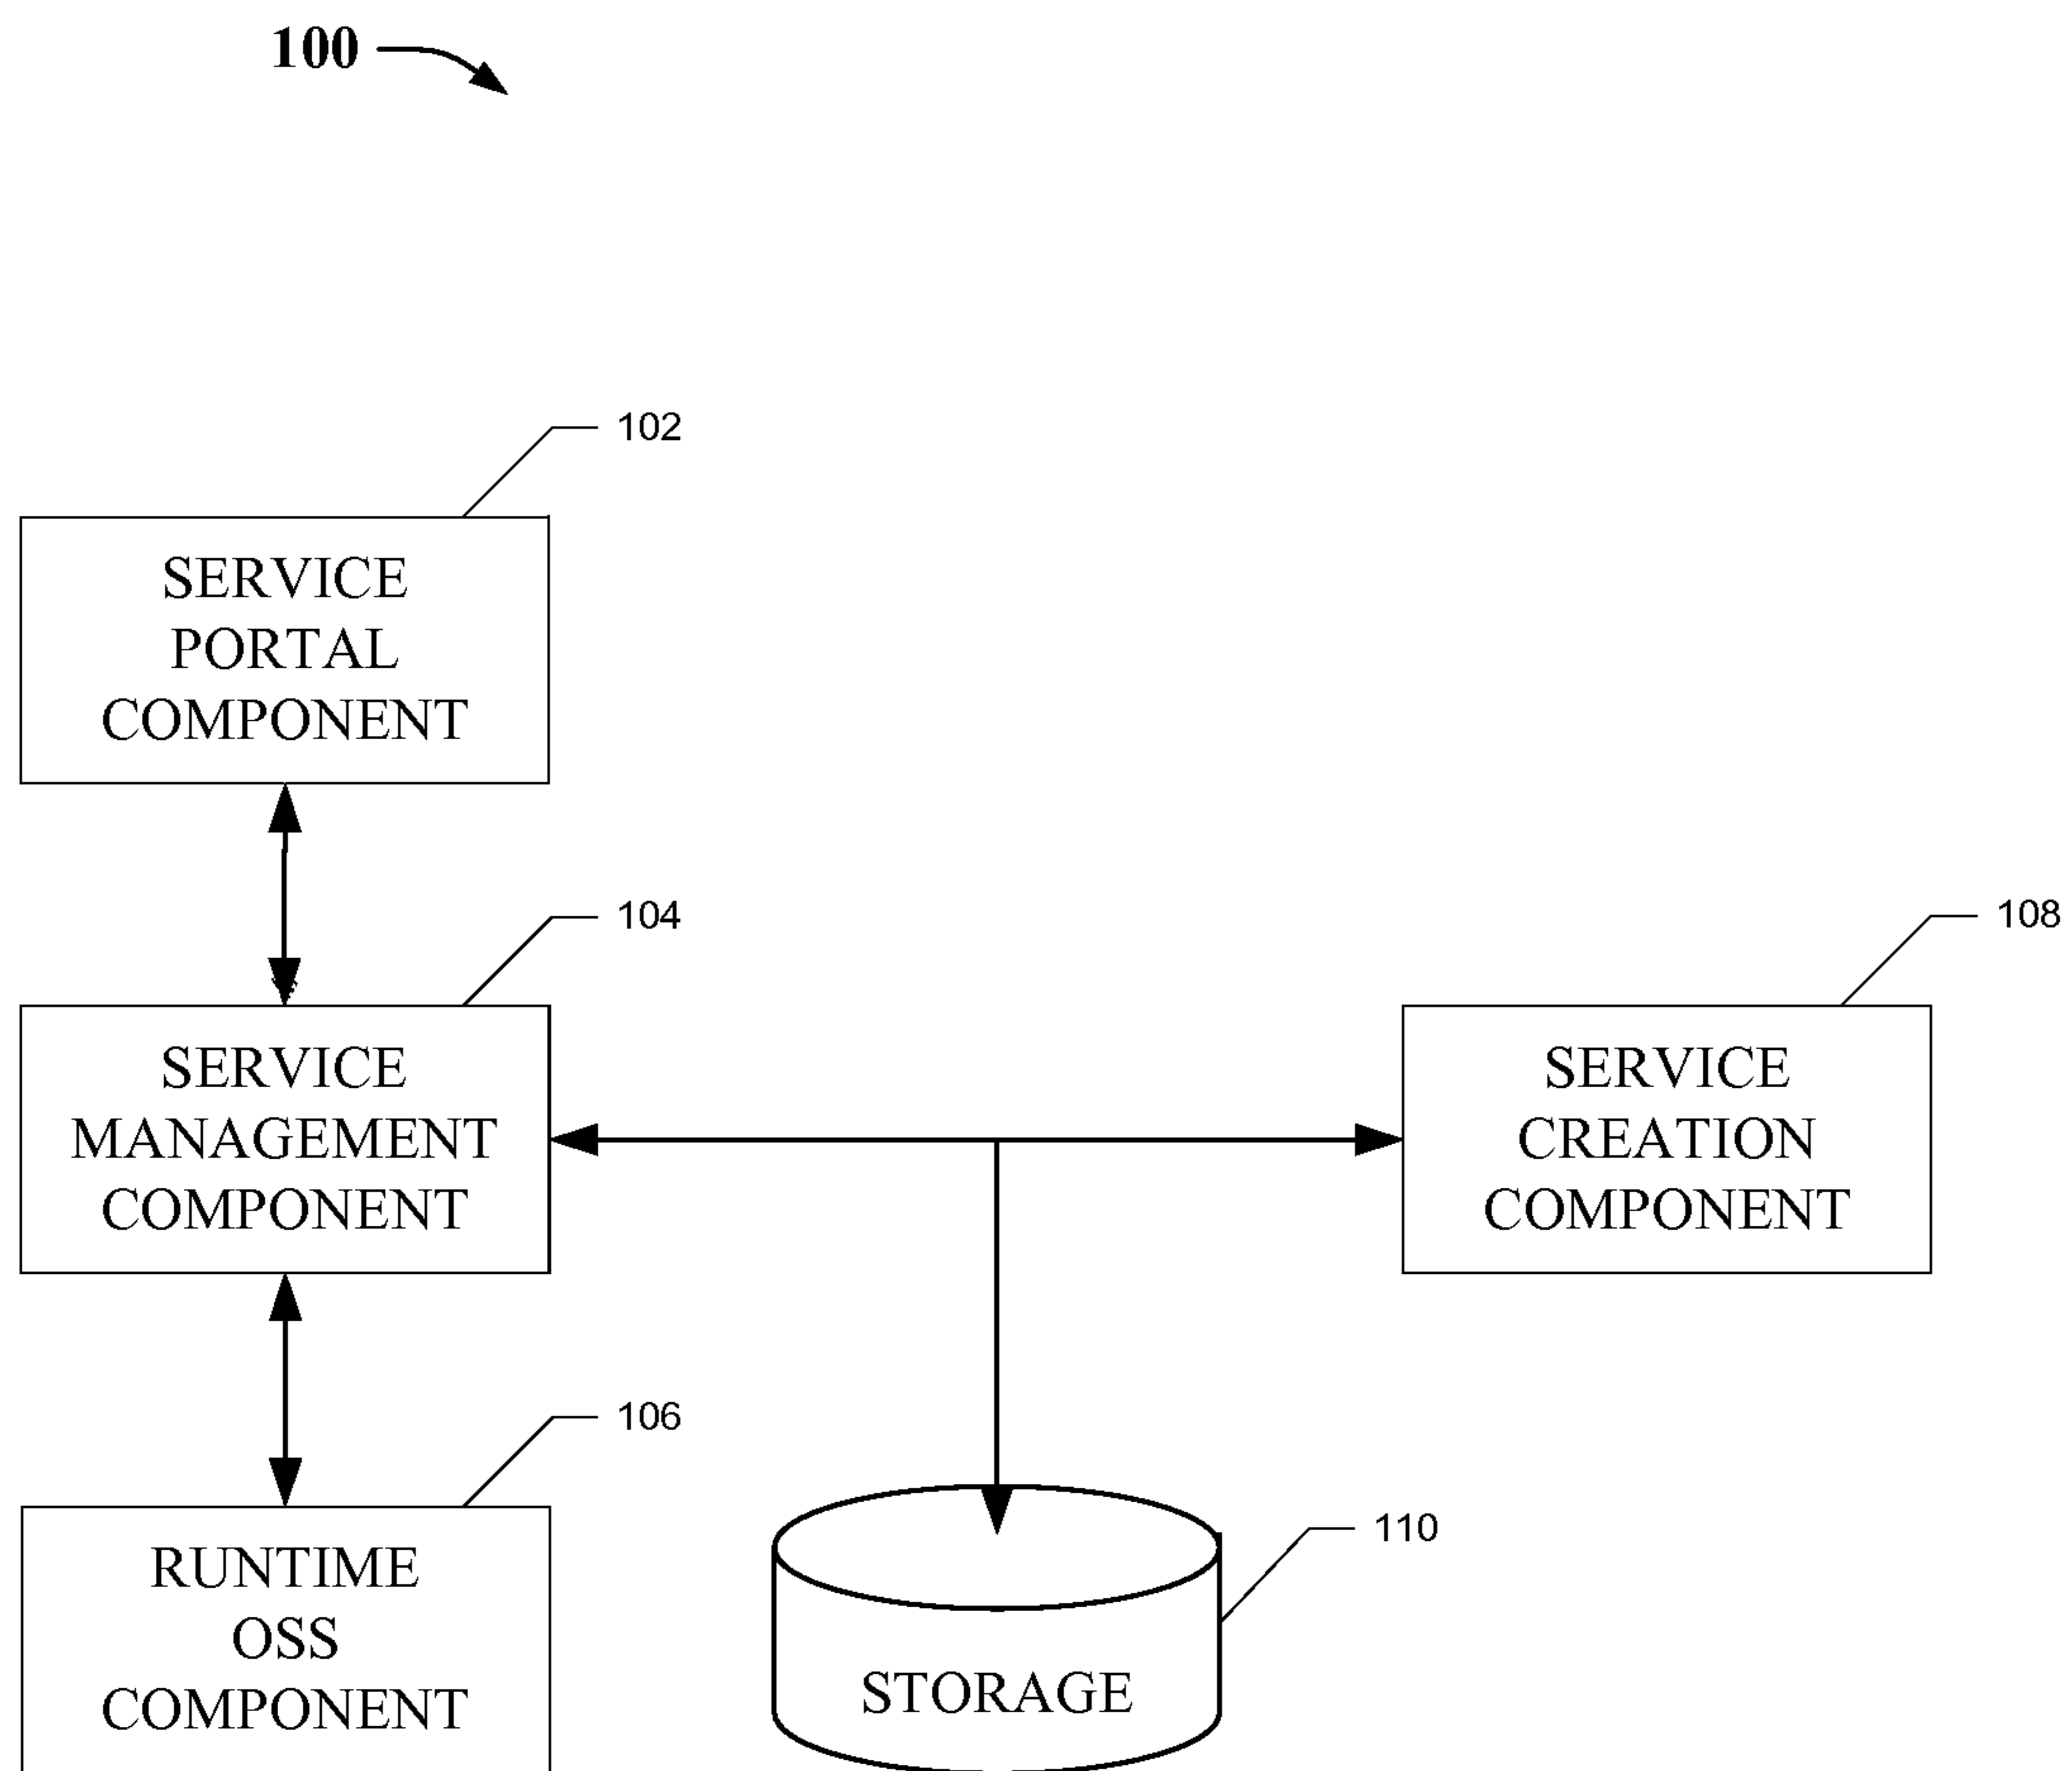 100
102
SERVICE
PORTAL
COMPONENT
104
SERVICE
MANAGEMENT
COMPONENT
108
SERVICE
CREATION
COMPONENT
106
RUNTIME
OSS
COMPONENT
110
STORAGE